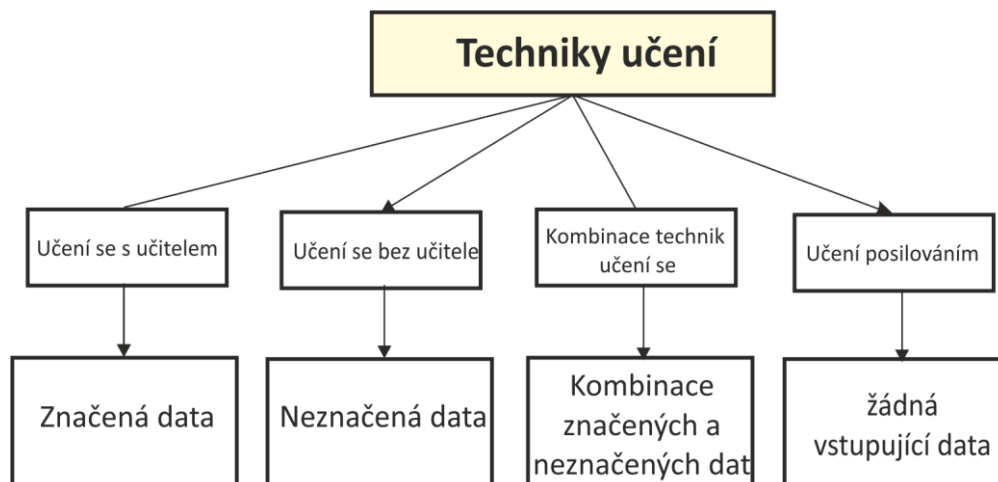 Techniky učení
Učení se s učitelem
Učení se bez učitele
Kombinace technik
učení se
Učení posilováním
Značená data
Neznačená data
Kombinace
značených a
neznačených dat
žádná
vstupující data